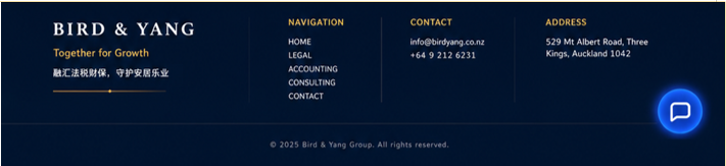 BIRD & YANG
Together for Growth
融汇法税财保，守护安居乐业
NAVIGATION
HOME
LEGAL
ACCOUNTING
CONSULTING
CONTACT
CONTACT
info@birdyang.co.nz
+64 9 212 6231
ADDRESS
529 Mt Albert Road, Three
Kings, Auckland 1042
© 2025 Bird & Yang Group. All rights reserved.